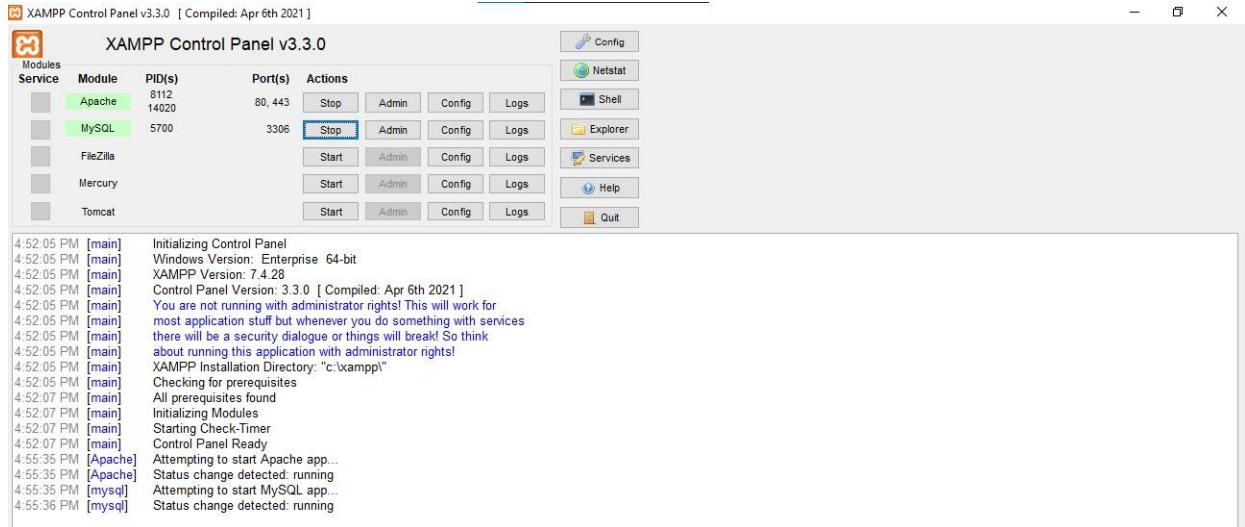 XAMPP Control Panel v3.3.0 [ Compiled: Apr 6th 2021 ]
XAMPP Control Panel v3.3.0
Config
Modules
Service Module PID(s) Port(s) Actions
Netstat
Apache 8112 14020 80, 443 Stop Admin Config Logs
Shell
MySQL 5700 3306 Stop Admin Config Logs
Explorer
FileZilla Start Admin Config Logs
Services
Mercury Start Admin Config Logs
Help
Tomcat Start Admin Config Logs
Quit
4:52:05 PM [main] Initializing Control Panel
4:52:05 PM [main] Windows Version: Enterprise 64-bit
4:52:05 PM [main] XAMPP Version: 7.4.28
4:52:05 PM [main] Control Panel Version: 3.3.0 [ Compiled: Apr 6th 2021 ]
4:52:05 PM [main] You are not running with administrator rights! This will work for
4:52:05 PM [main] most application stuff but whenever you do something with services
4:52:05 PM [main] there will be a security dialogue or things will break! So think
4:52:05 PM [main] about running this application with administrator rights!
4:52:05 PM [main] XAMPP Installation Directory: "c:\xampp\"
4:52:05 PM [main] Checking for prerequisites
4:52:07 PM [main] All prerequisites found
4:52:07 PM [main] Initializing Modules
4:52:07 PM [main] Starting Check-Timer
4:52:07 PM [main] Control Panel Ready
4:55:35 PM [Apache] Attempting to start Apache app...
4:55:35 PM [Apache] Status change detected: running
4:55:35 PM [mysql] Attempting to start MySQL app...
4:55:36 PM [mysql] Status change detected: running